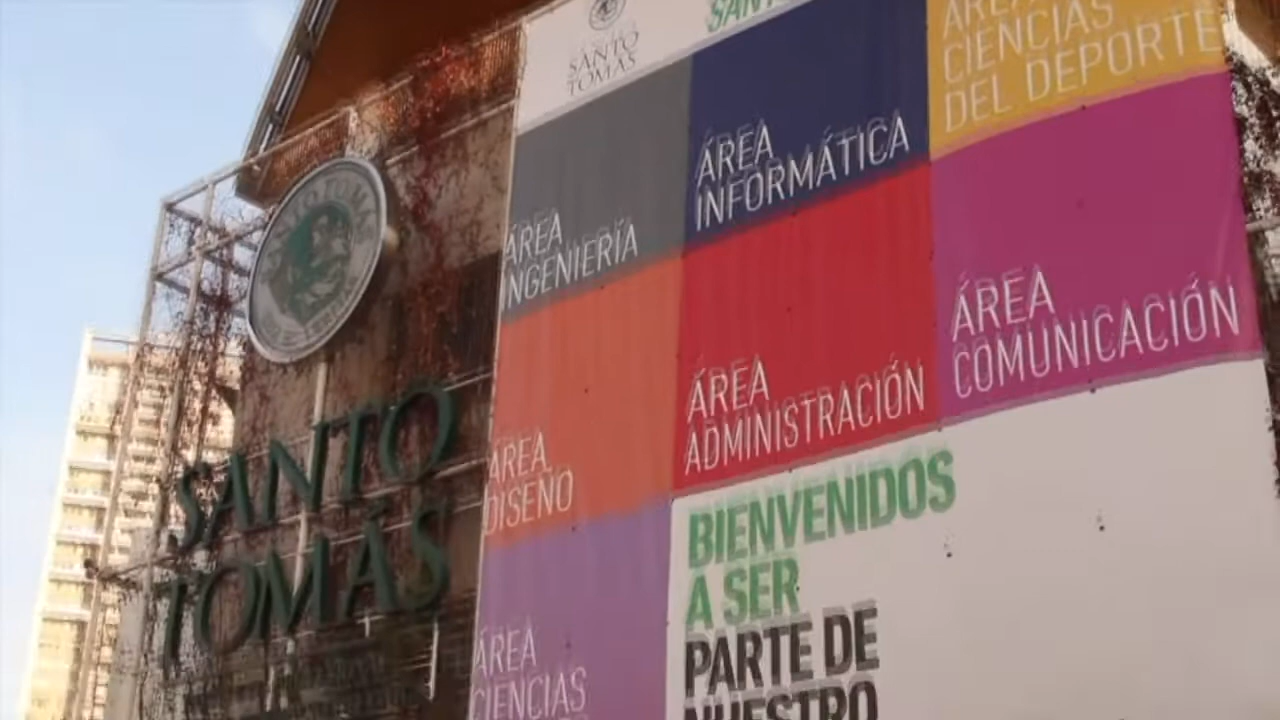 SANTO
TOMÁS
SANTO
TOMÁS
ÁREA
CIENCIAS
DEL DEPORTE
ÁREA
INFORMÁTICA
ÁREA
INGENIERÍA
ÁREA
COMUNICACIÓN
ÁREA
ADMINISTRACIÓN
ÁREA
DISEÑO
ÁREA
CIENCIAS
BIENVENIDOS
A SER
PARTE DE
NUESTRO